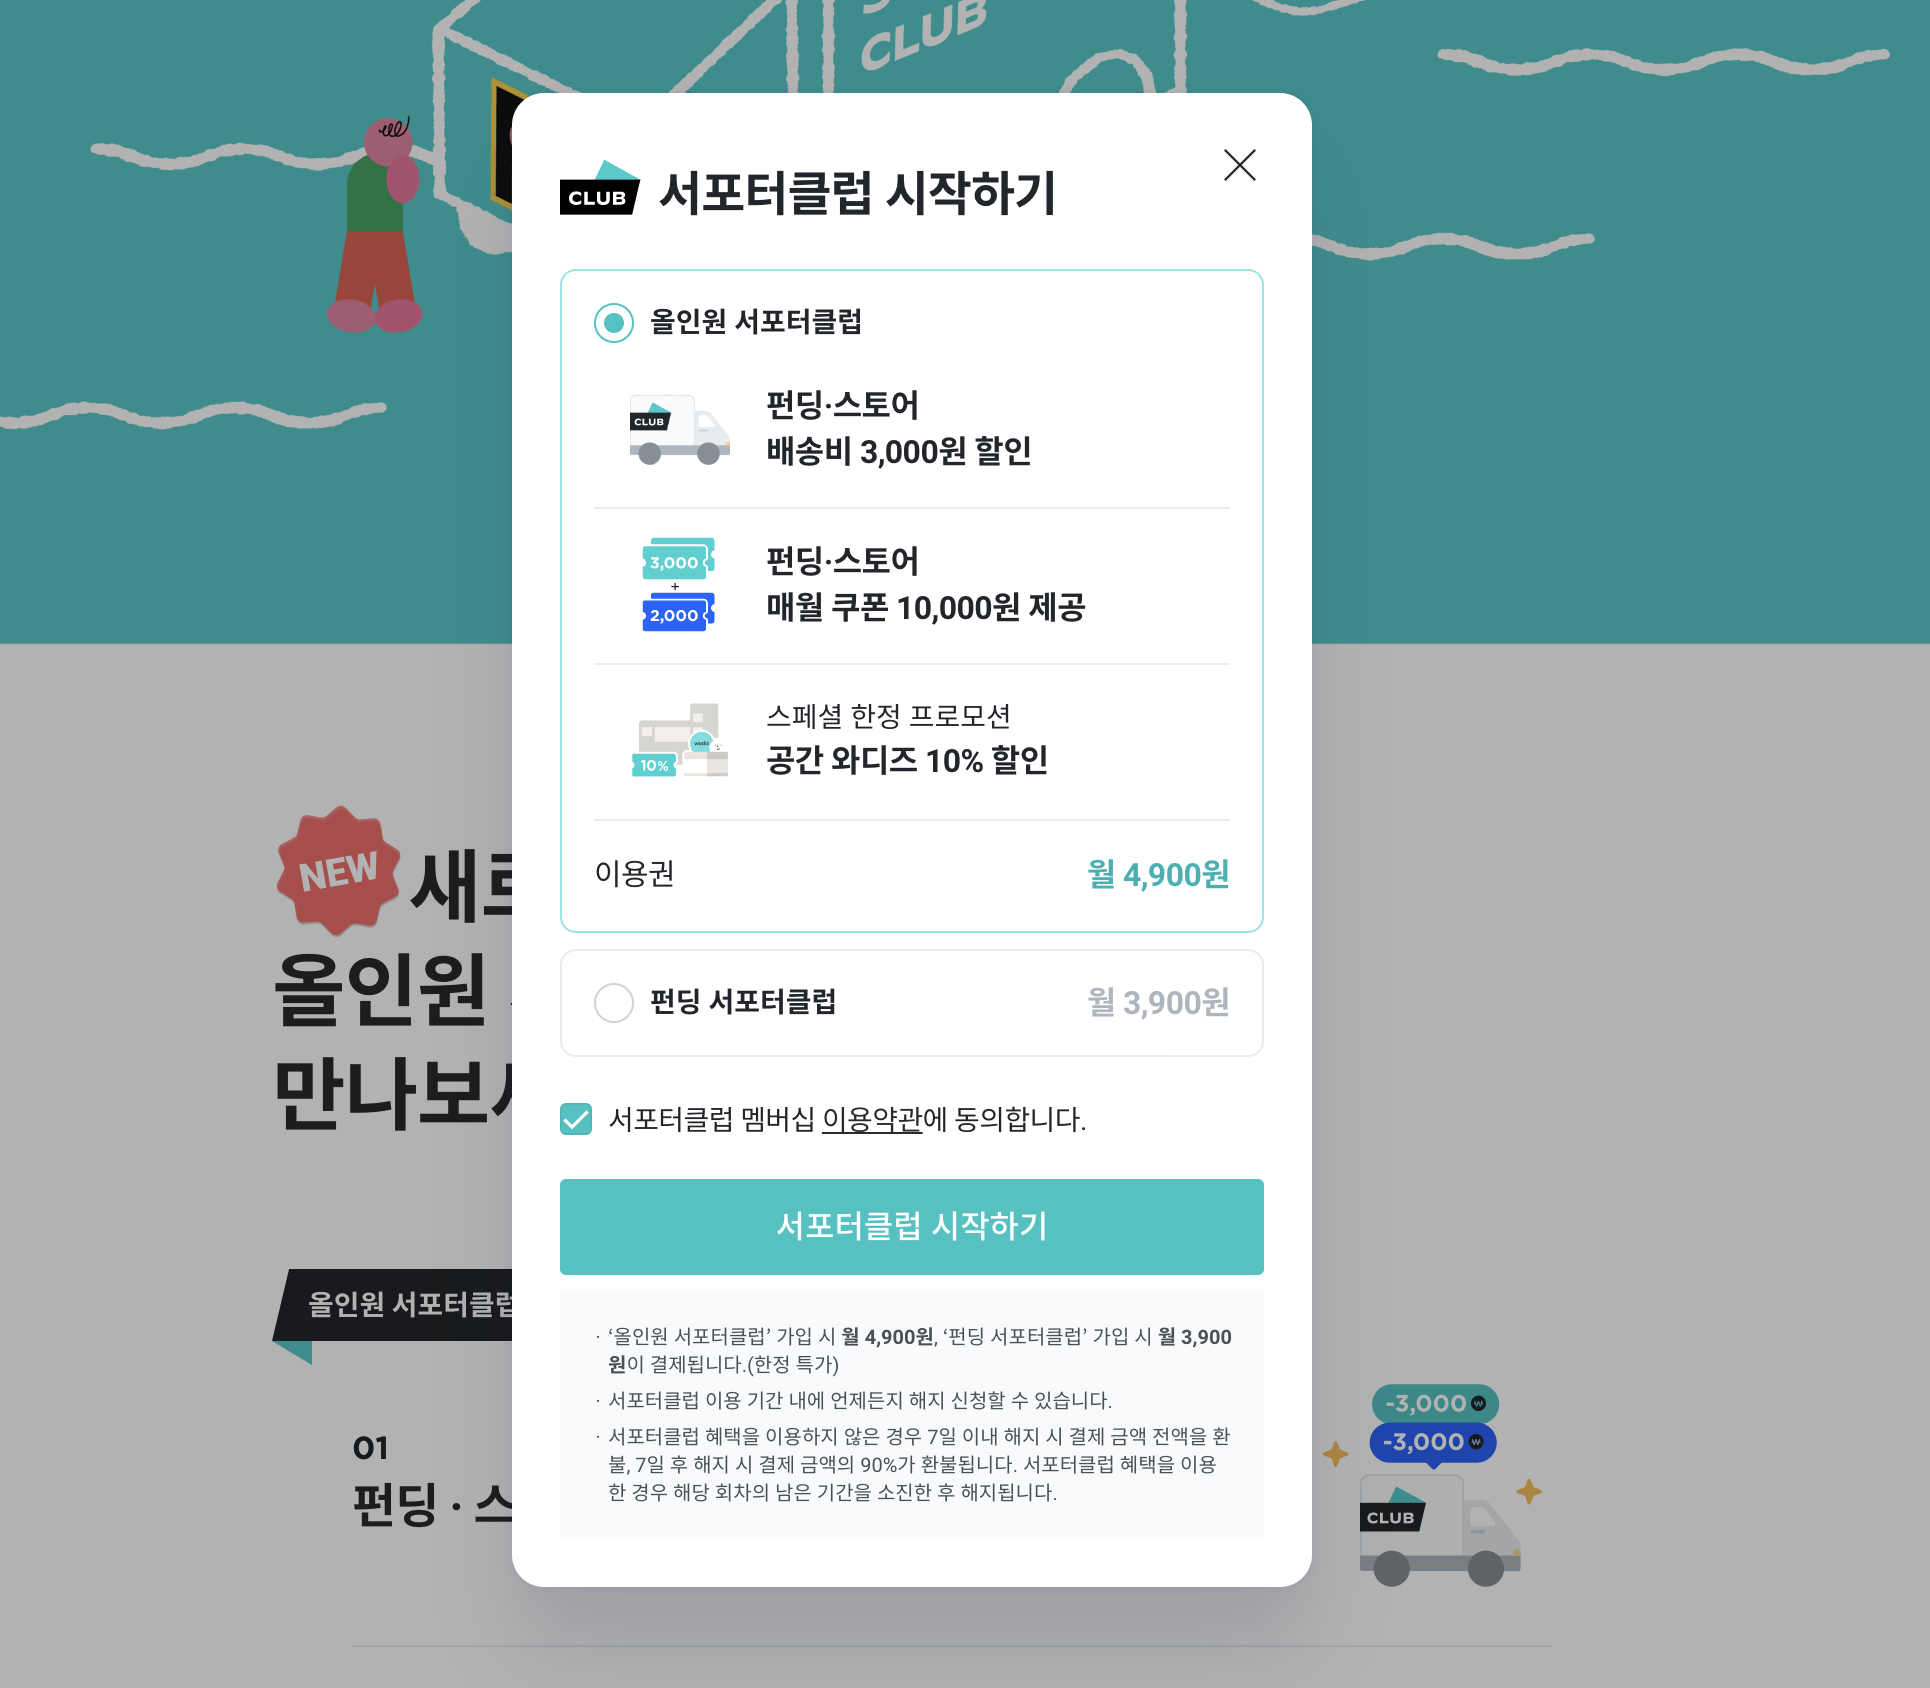 CLUB
CLUB 서포터클럽 시작하기
올인원 서포터클럽
CLUB
펀딩·스토어
배송비 3,000원 할인
3,000
+
2,000
펀딩·스토어
매월 쿠폰 10,000원 제공
스페셜 한정 프로모션
공간 와디즈 10% 할인
wadiz
10%
이용권 월 4,900원
펀딩 서포터클럽 월 3,900원
서포터클럽 멤버십 이용약관에 동의합니다.
서포터클럽 시작하기
· ‘올인원 서포터클럽’ 가입 시 월 4,900원, ‘펀딩 서포터클럽’ 가입 시 월 3,900
원이 결제됩니다.(한정 특가)
· 서포터클럽 이용 기간 내에 언제든지 해지 신청할 수 있습니다.
· 서포터클럽 혜택을 이용하지 않은 경우 7일 이내 해지 시 결제 금액 전액을 환
불, 7일 후 해지 시 결제 금액의 90%가 환불됩니다. 서포터클럽 혜택을 이용
한 경우 해당 회차의 남은 기간을 소진한 후 해지됩니다.
NEW 새
올인원
만나보
올인원 서포터클럽
01
펀딩 · 스
-3,000 ₩
-3,000 ₩
CLUB